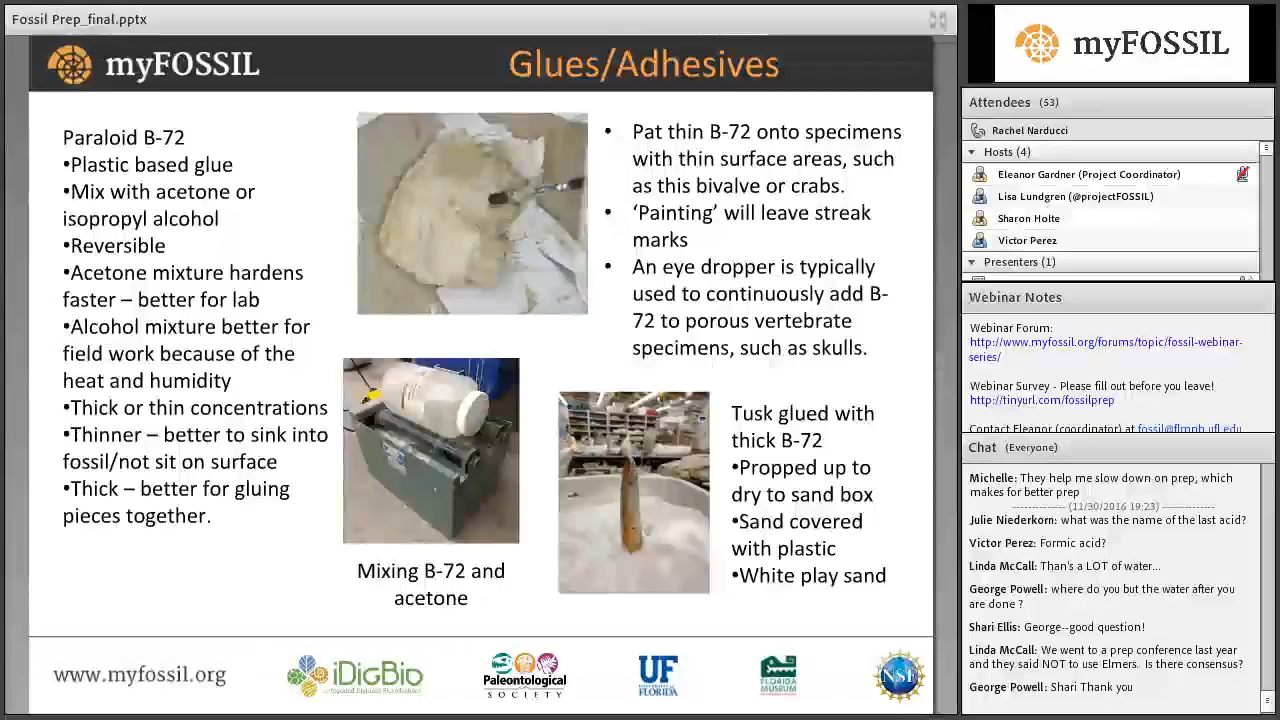 Fossil Prep_final.pptx
myFOSSIL
Glues/Adhesives
Paraloid B-72
•Plastic based glue
•Mix with acetone or
isopropyl alcohol
•Reversible
•Acetone mixture hardens
faster – better for lab
•Alcohol mixture better for
field work because of the
heat and humidity
•Thick or thin concentrations
•Thinner – better to sink into
fossil/not sit on surface
•Thick – better for gluing
pieces together.
Mixing B-72 and
acetone
• Pat thin B-72 onto specimens
with thin surface areas, such
as this bivalve or crabs.
• ‘Painting’ will leave streak
marks
• An eye dropper is typically
used to continuously add B-
72 to porous vertebrate
specimens, such as skulls.
Tusk glued with
thick B-72
•Propped up to
dry to sand box
•Sand covered
with plastic
•White play sand
www.myfossil.org
iDigBio
Paleontological
SOCIETY
UF
UNIVERSITY of
FLORIDA
FLORIDA
MUSEUM
NSF
myFOSSIL
Attendees (53)
Rachel Narducci
Hosts (4)
Eleanor Gardner (Project Coordinator)
Lisa Lundgren (@projectFOSSIL)
Sharon Holte
Victor Perez
Presenters (1)
Webinar Notes
Webinar Forum:
http://www.myfossil.org/forums/topic/fossil-webinar-
series/
Webinar Survey - Please fill out before you leave!
http://tinyurl.com/fossilprep
Contact Eleanor (coordinator) at fossil@flmnh.ufl.edu
Chat (Everyone)
Michelle: They help me slow down on prep, which
makes for better prep
(11/30/2016 19:23)
Julie Niederkorn: what was the name of the last acid?
Victor Perez: Formic acid?
Linda McCall: Than's a LOT of water...
George Powell: where do you but the water after you
are done ?
Shari Ellis: George--good question!
Linda McCall: We went to a prep conference last year
and they said NOT to use Elmers. Is there consensus?
George Powell: Shari Thank you